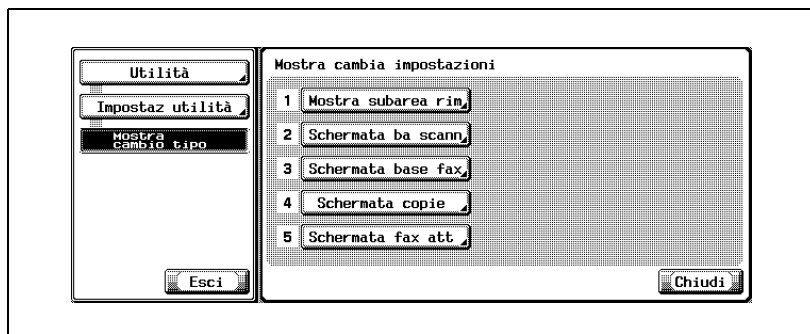 Utilità
Impostaz utilità
Mostra
cambio tipo
Esci
Mostra cambia impostazioni
1 Mostra subarea rim
2 Schermata ba scann
3 Schermata base fax
4 Schermata copie
5 Schermata fax att
Chiudi